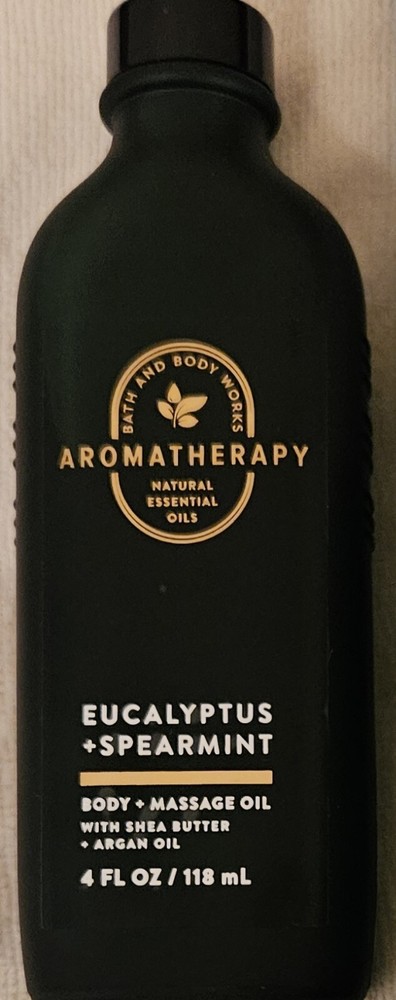 BATH AND BODY WORKS
AROMATHERAPY
NATURAL
ESSENTIAL
OILS
EUCALYPTUS
+SPEARMINT
BODY + MASSAGE OIL
WITH SHEA BUTTER
+ ARGAN OIL
4 FL OZ / 118 mL